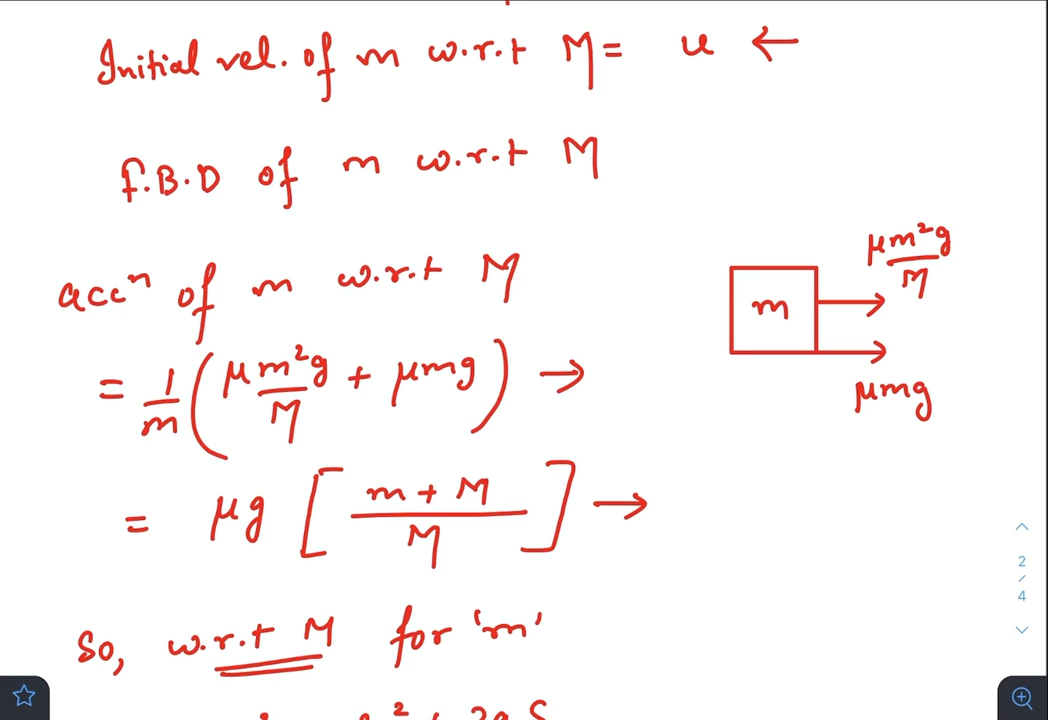 Initial vel. of m w.r.t M = u ←
F.B.D of m w.r.t M
μm²g/M
accⁿ of m w.r.t M
m
= 1/m (μm²g/M + μmg) →
μmg
= μg [(m + M)/M] →
2
/
4
So, w.r.t M for 'm'